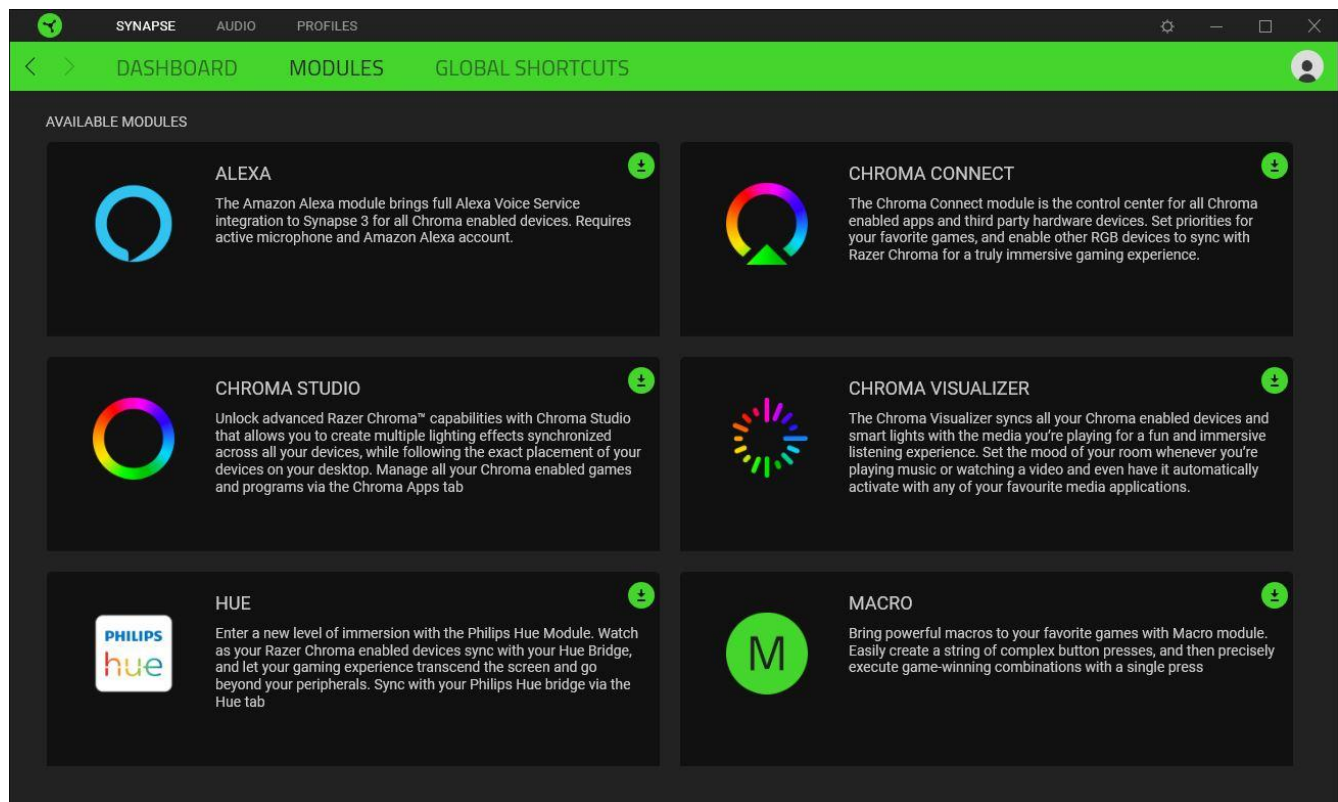 SYNAPSE AUDIO PROFILES
DASHBOARD MODULES GLOBAL SHORTCUTS
AVAILABLE MODULES
ALEXA
The Amazon Alexa module brings full Alexa Voice Service
integration to Synapse 3 for all Chroma enabled devices. Requires
active microphone and Amazon Alexa account.
CHROMA CONNECT
The Chroma Connect module is the control center for all Chroma
enabled apps and third party hardware devices. Set priorities for
your favorite games, and enable other RGB devices to sync with
Razer Chroma for a truly immersive gaming experience.
CHROMA STUDIO
Unlock advanced Razer Chroma™ capabilities with Chroma Studio
that allows you to create multiple lighting effects synchronized
across all your devices, while following the exact placement of your
devices on your desktop. Manage all your Chroma enabled games
and programs via the Chroma Apps tab
CHROMA VISUALIZER
The Chroma Visualizer syncs all your Chroma enabled devices and
smart lights with the media you're playing for a fun and immersive
listening experience. Set the mood of your room whenever you're
playing music or watching a video and even have it automatically
activate with any of your favourite media applications.
PHILIPS
hue
HUE
Enter a new level of immersion with the Philips Hue Module. Watch
as your Razer Chroma enabled devices sync with your Hue Bridge,
and let your gaming experience transcend the screen and go
beyond your peripherals. Sync with your Philips Hue bridge via the
Hue tab
M
MACRO
Bring powerful macros to your favorite games with Macro module.
Easily create a string of complex button presses, and then precisely
execute game-winning combinations with a single press